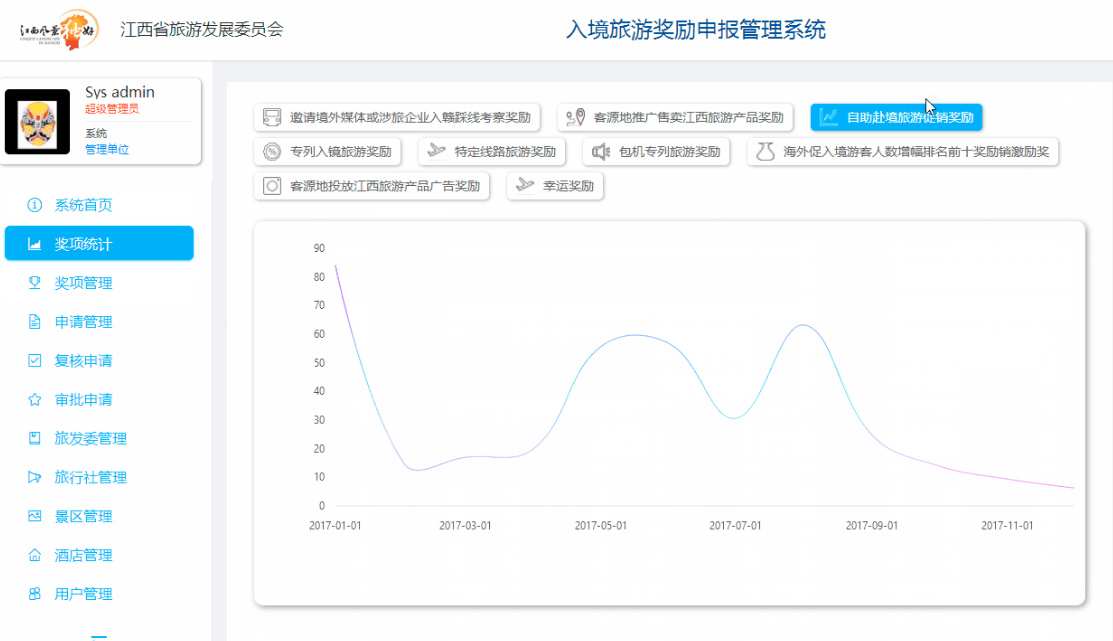 江西风景独好
江西省旅游发展委员会
入境旅游奖励申报管理系统
Sys admin
超级管理员
系统
管理单位
系统首页
奖项统计
奖项管理
申请管理
复核申请
审批申请
旅发委管理
旅行社管理
景区管理
酒店管理
用户管理
邀请境外媒体或涉旅企业入赣踩线考察奖励
客源地推广售卖江西旅游产品奖励
自助赴境旅游促销奖励
专列入镜旅游奖励
特定线路旅游奖励
包机专列旅游奖励
海外促入境游客人数增幅排名前十奖励销激励奖
客源地投放江西旅游产品广告奖励
幸运奖励
90
80
70
60
50
40
30
20
10
0
2017-01-01
2017-03-01
2017-05-01
2017-07-01
2017-09-01
2017-11-01